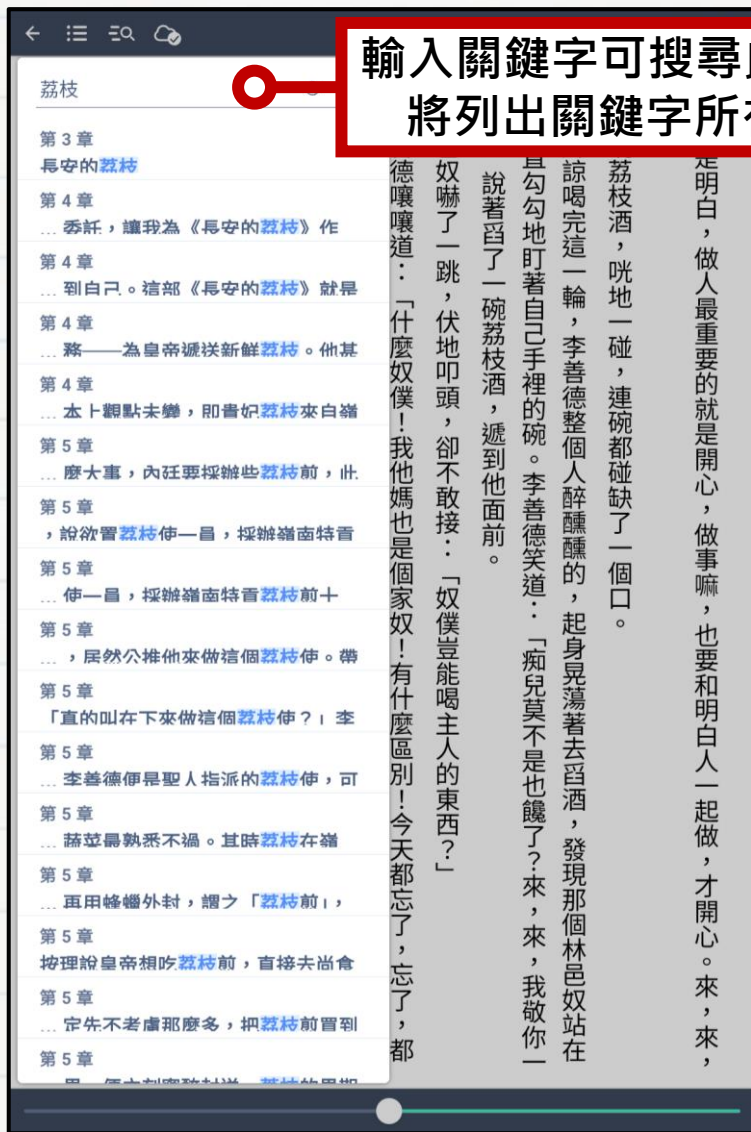 輸入關鍵字可搜尋
將列出關鍵字所
荔枝
第 3 章
長安的荔枝
第 4 章
... 委託，讓我為《長安的荔枝》作
第 4 章
... 到自己。這部《長安的荔枝》就是
第 4 章
... 務——為皇帝遞送新鮮荔枝。他甚
第 4 章
... 本上觀點未變，即貴妃荔枝來自嶺
第 5 章
... 麼大事，內廷要採辦些荔枝煎，此
第 5 章
，說欲置荔枝使一員，採辦嶺南特貢
第 5 章
... 使一員，採辦嶺南特貢荔枝煎十
第 5 章
... ，居然公推他來做這個荔枝使。帶
第 5 章
「真的叫在下來做這個荔枝使？」李
第 5 章
... 李善德便是聖人指派的荔枝使，可
第 5 章
... 蔬菜最熟悉不過。其時荔枝在嶺
第 5 章
... 再用蜂蠟外封，謂之「荔枝煎」，
第 5 章
按理說皇帝想吃荔枝煎，直接去尚食
第 5 章
... 定先不考慮那麼多，把荔枝煎買到
第 5 章
是明白，做人最重要的就是開心，做事嘛，也要和明白人一起做，才開心。來，來，
荔枝酒，咣地一碰，連碗都碰缺了一個口。
諒喝完這一輪，李善德整個人醉醺醺的，起身晃蕩著去舀酒，發現那個林邑奴站在
直勾勾地盯著自己手裡的碗。李善德笑道：「痴兒莫不是也饞了？來，來，我敬你一
說著舀了一碗荔枝酒，遞到他面前。
奴嚇了一跳，伏地叩頭，卻不敢接：「奴僕豈能喝主人的東西？」
德嚷嚷道：「什麼奴僕！我他媽也是個家奴！有什麼區別！今天都忘了，忘了，都